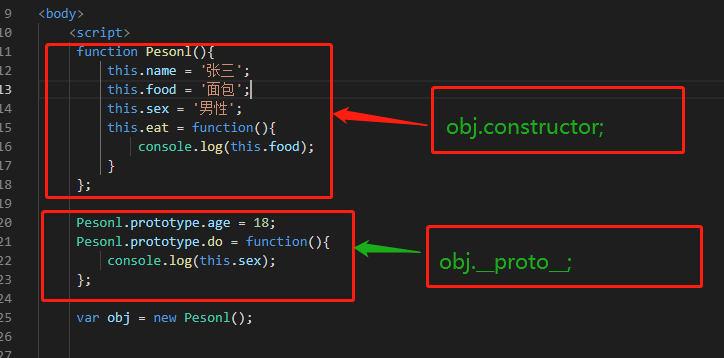 9 <body>
10 <script>
11 function Pesonl(){
12 this.name = '张三';
13 this.food = '面包';
14 this.sex = '男性';
15 this.eat = function(){
16 console.log(this.food);
17 }
18 };
19
20 Pesonl.prototype.age = 18;
21 Pesonl.prototype.do = function(){
22 console.log(this.sex);
23 };
24
25 var obj = new Pesonl();
26
27
obj.constructor;
obj.__proto__;